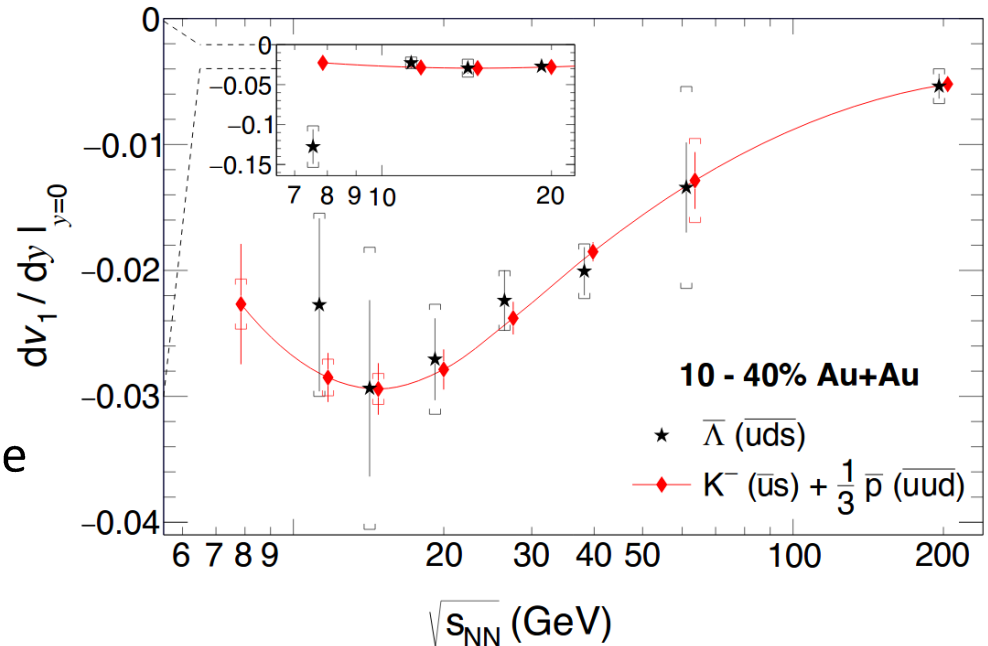 0
−0.01
−0.02
−0.03
−0.04
dv₁ / dy |y=0
0
−0.05
−0.1
−0.15
7 8 9 10 20
10 - 40% Au+Au
Λ̅ (u̅d̅s̅)
K⁻ (u̅s) + 1/3 p̅ (u̅u̅d̅)
e
6 7 8 9 20 30 40 50 100 200
√sNN (GeV)